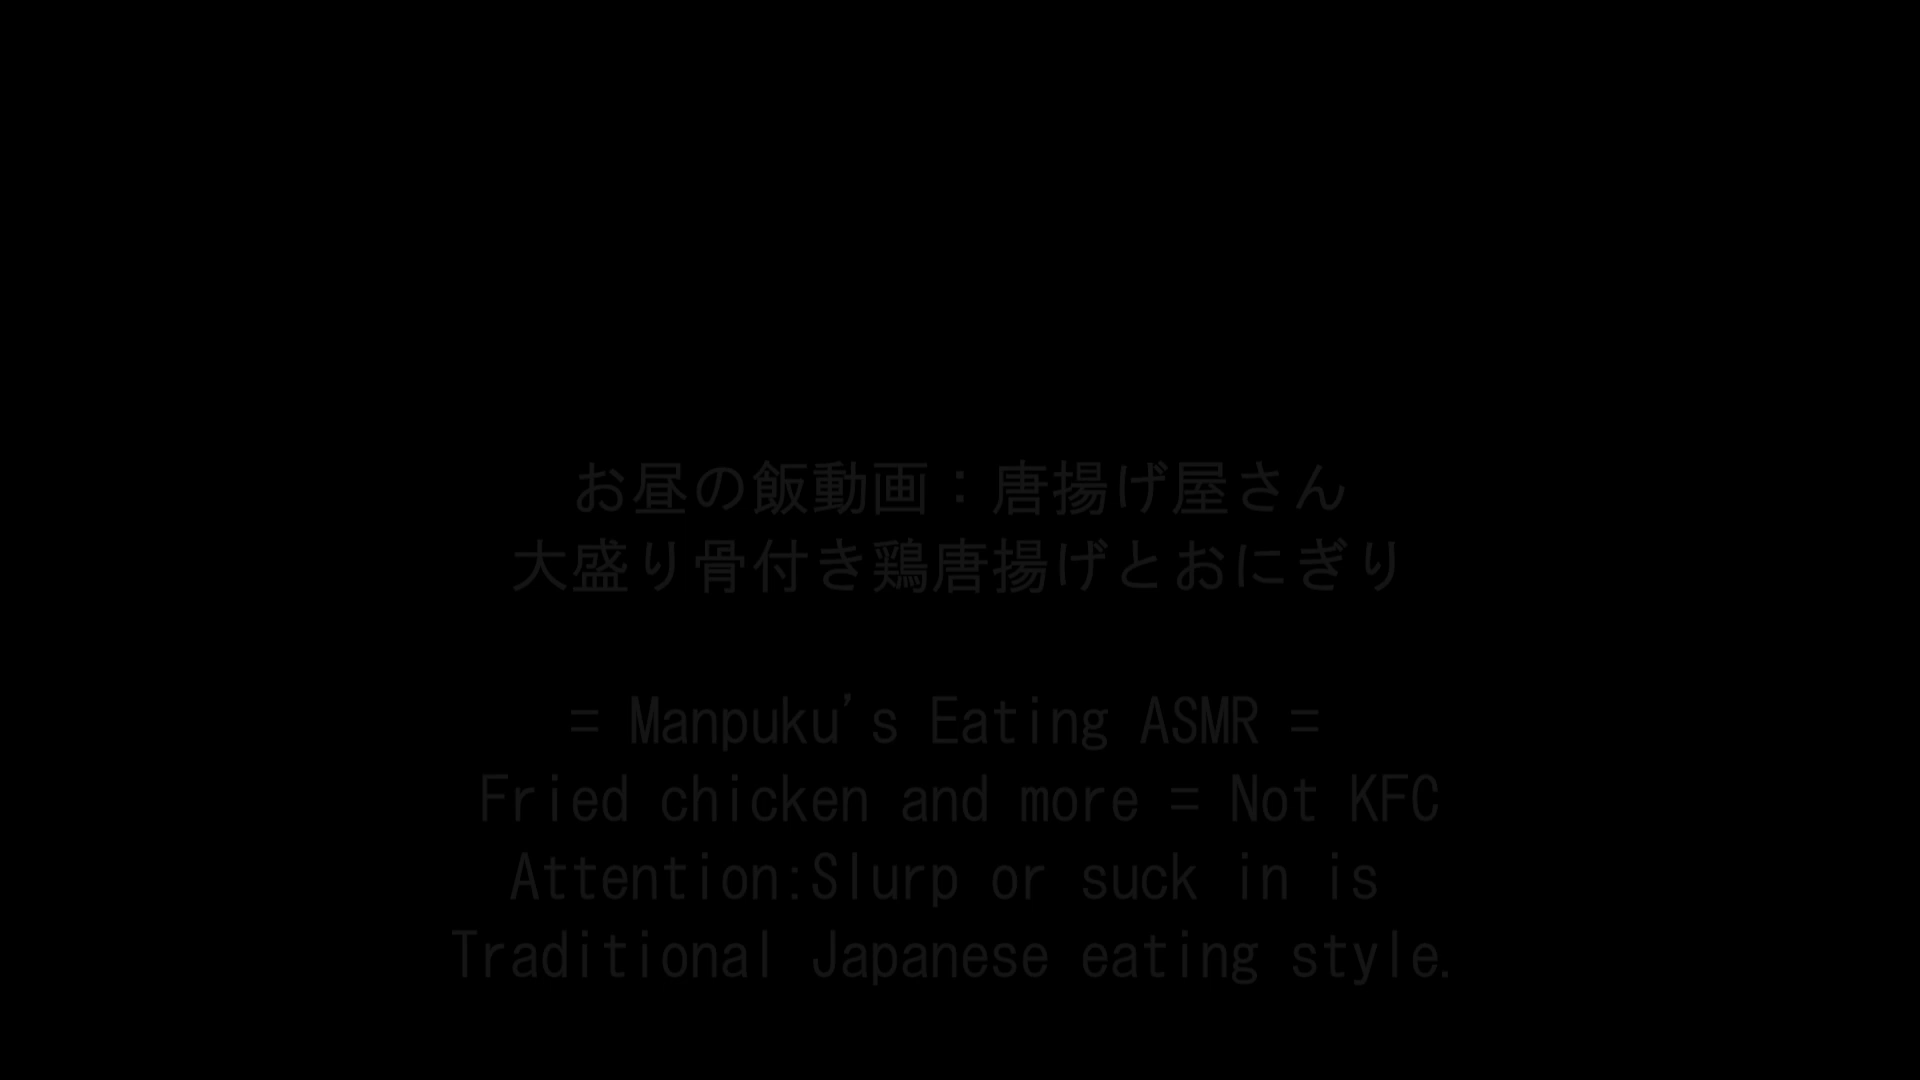 お昼の飯動画：唐揚げ屋さん
大盛り骨付き鶏唐揚げとおにぎり
= Manpuku's Eating ASMR =
Fried chicken and more = Not KFC
Attention:Slurp or suck in is
Traditional Japanese eating style.